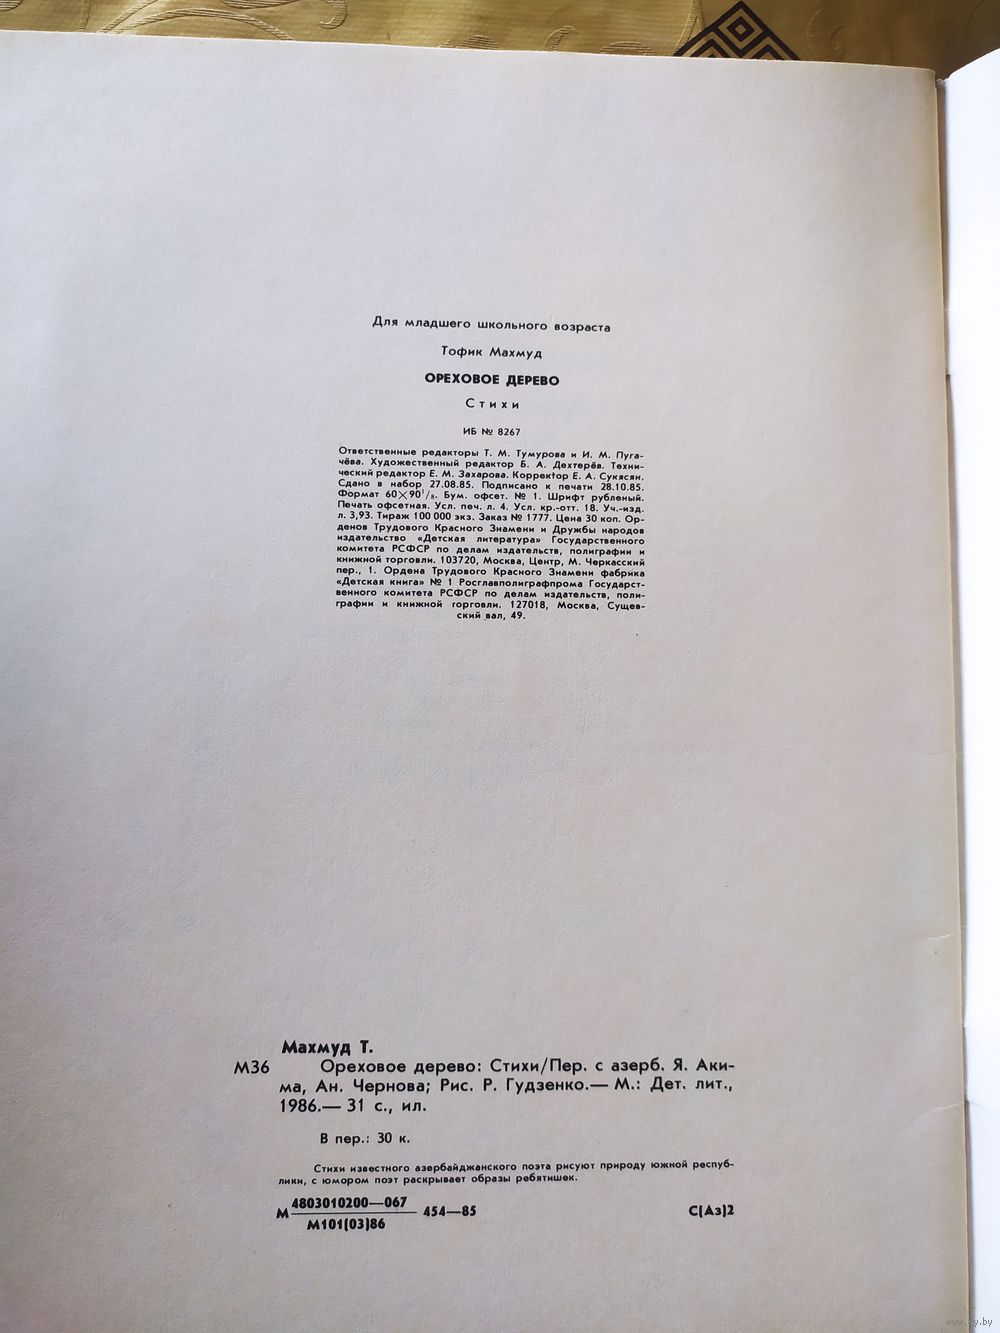 Для младшего школьного возраста
Тофик Махмуд
ОРЕХОВОЕ ДЕРЕВО
Стихи
ИБ № 8267
Ответственные редакторы Т. М. Тумурова и И. М. Пуга-
чёва. Художественный редактор Б. А. Дехтерёв. Техни-
ческий редактор Е. М. Захарова. Корректор Е. А. Сукясян.
Сдано в набор 27.08.85. Подписано к печати 28.10.85.
Формат 60×90¹/₈. Бум. офсет. № 1. Шрифт рубленый.
Печать офсетная. Усл. печ. л. 4. Усл. кр.-отт. 18. Уч.-изд.
л. 3,93. Тираж 100 000 экз. Заказ № 1777. Цена 30 коп. Ор-
денов Трудового Красного Знамени и Дружбы народов
издательство «Детская литература» Государственного
комитета РСФСР по делам издательств, полиграфии и
книжной торговли. 103720, Москва, Центр, М. Черкасский
пер., 1. Ордена Трудового Красного Знамени фабрика
«Детская книга» № 1 Росглавполиграфпрома Государст-
венного комитета РСФСР по делам издательств, поли-
графии и книжной горговли. 127018, Москва, Сущев-
ский вал, 49.
Махмуд Т.
М36 Ореховое дерево: Стихи/Пер. с азерб. Я. Аки-
ма, Ан. Чернова; Рис. Р. Гудзенко.— М.: Дет. лит.,
1986.— 31 с., ил.
В пер.: 30 к.
Стихи известного азербайджанского поэта рисуют природу южной респуб-
лики, с юмором поэт раскрывает образы ребятишек.
М 4803010200—067 454—85 С(Аз)2
М101(03)86